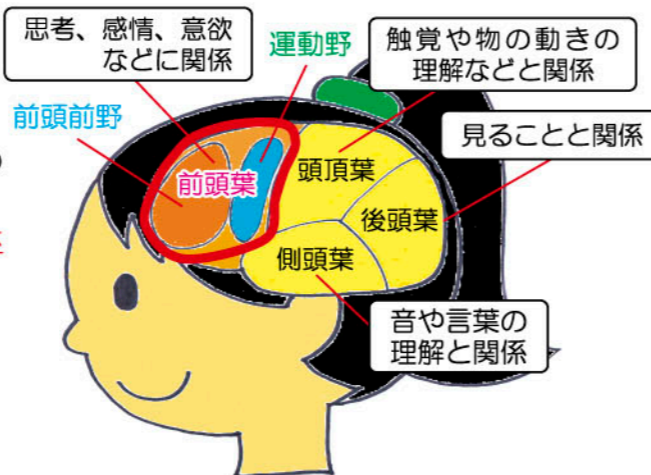 思考、感情、意欲
などに関係
運動野
触覚や物の動きの
理解などと関係
前頭前野
見ることと関係
前頭葉
頭頂葉
後頭葉
側頭葉
音や言葉の
理解と関係